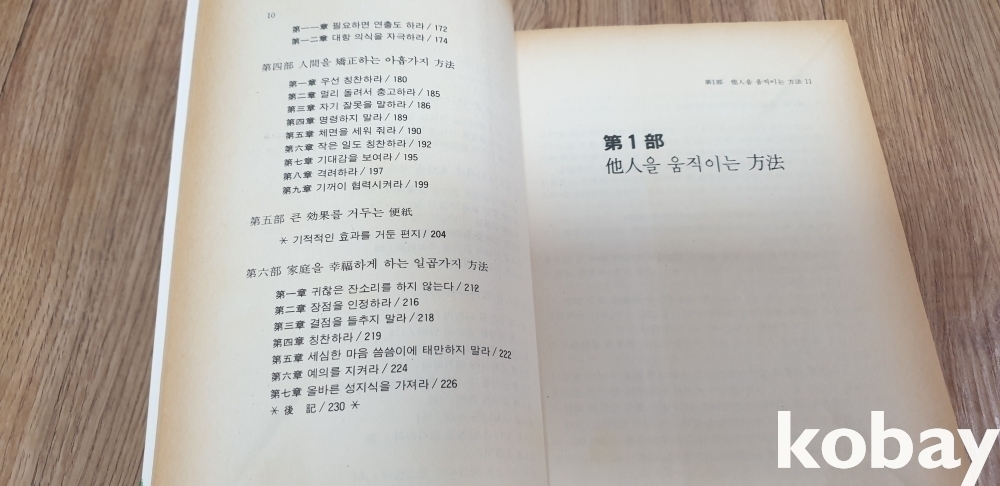 10
第一一章 필요하면 연출도 하라 / 172
第一二章 대항 의식을 자극하라 / 174
第四部 人間을 矯正하는 아홉가지 方法
第一章 우선 칭찬하라 / 180
第二章 멀리 돌려서 충고하라 / 185
第三章 자기 잘못을 말하라 / 186
第四章 명령하지 말라 / 189
第五章 체면을 세워 줘라 / 190
第六章 작은 일도 칭찬하라 / 192
第七章 기대감을 보여라 / 195
第八章 격려하라 / 197
第九章 기꺼이 협력시켜라 / 199
第五部 큰 効果를 거두는 便紙
＊ 기적적인 효과를 거둔 편지 / 204
第六部 家庭을 幸福하게 하는 일곱가지 方法
第一章 귀찮은 잔소리를 하지 않는다 / 212
第二章 장점을 인정하라 / 216
第三章 결점을 들추지 말라 / 218
第四章 칭찬하라 / 219
第五章 세심한 마음 씀씀이에 태만하지 말라 / 222
第六章 예의를 지켜라 / 224
第七章 올바른 성지식을 가져라 / 226
＊ 後 記 / 230 ＊
第1部 他人을 움직이는 方法 11
第 1 部
他人을 움직이는 方法
kobay